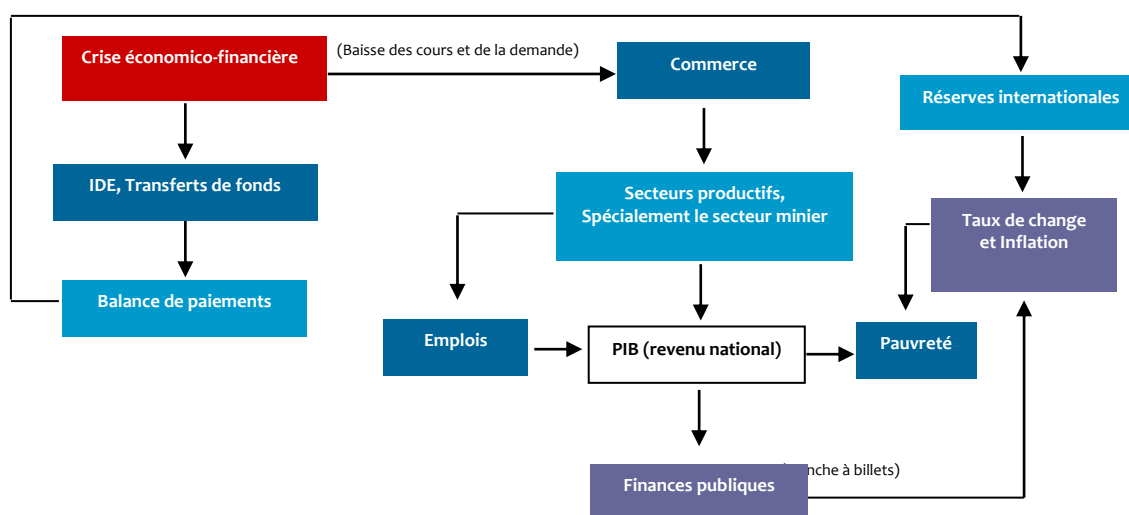 Crise économico-financière
(Baisse des cours et de la demande)
Commerce
Réserves internationales
IDE, Transferts de fonds
Secteurs productifs,
Spécialement le secteur minier
Taux de change
et Inflation
Balance de paiements
Emplois
PIB (revenu national)
Pauvreté
à billets)
Finances publiques